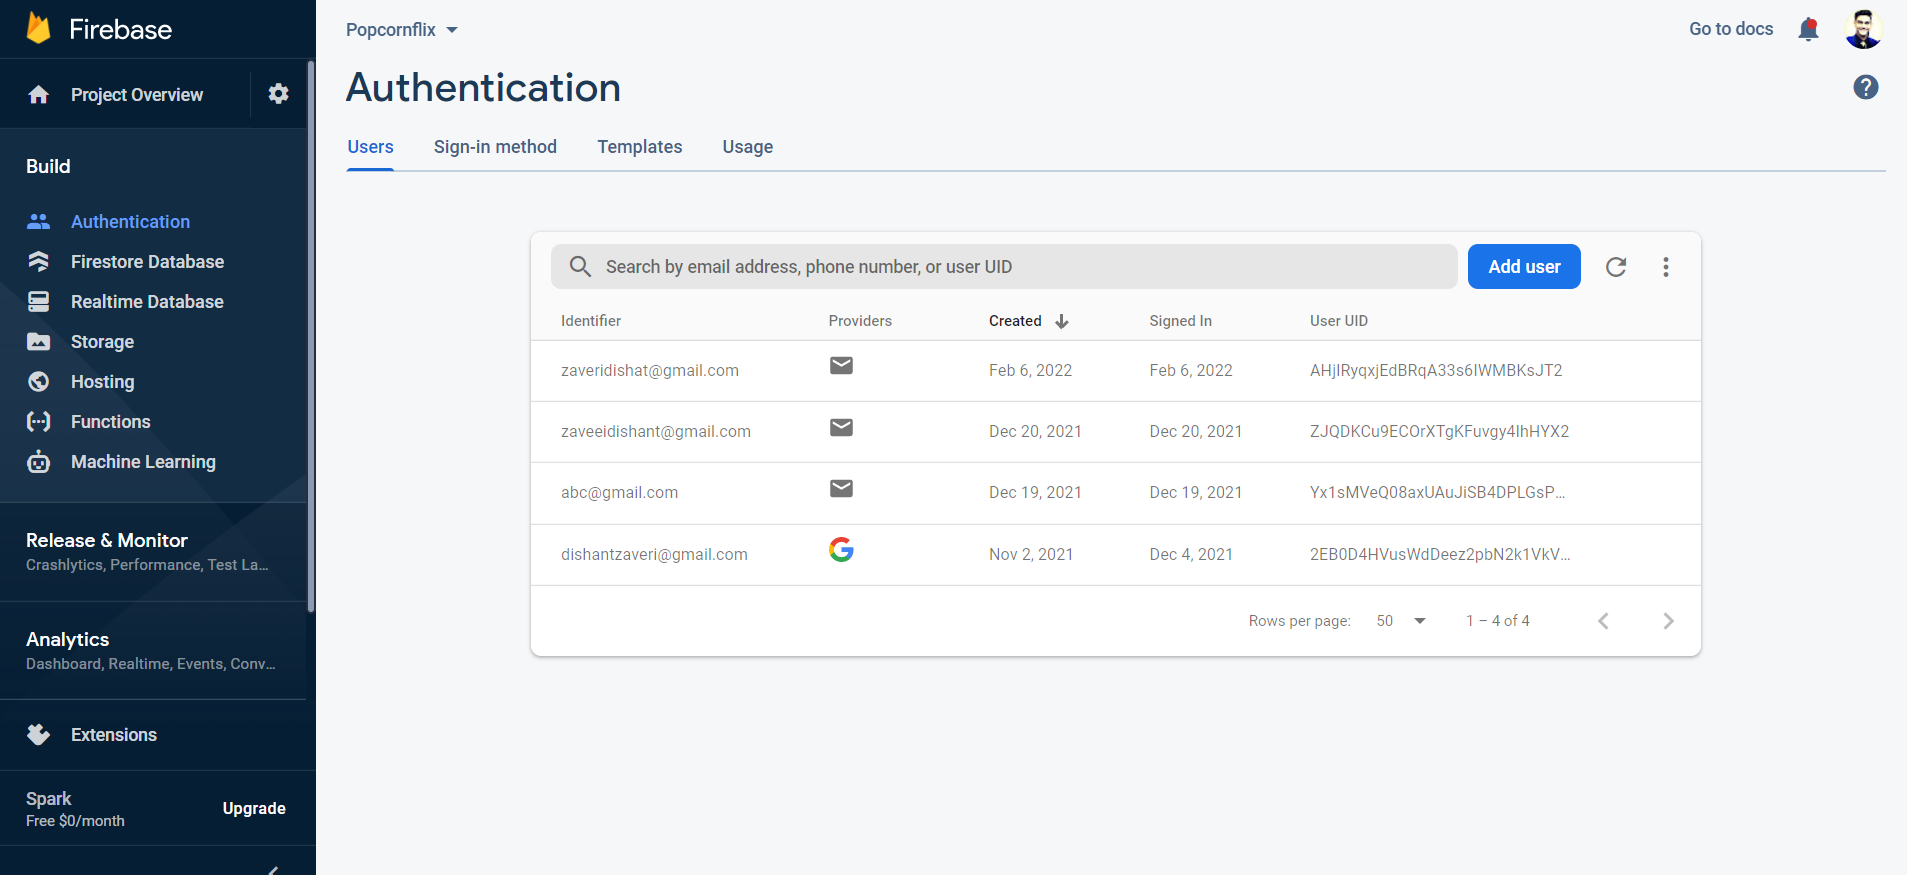 Firebase
Project Overview
Build
Authentication
Firestore Database
Realtime Database
Storage
Hosting
Functions
Machine Learning
Release & Monitor
Crashlytics, Performance, Test La...
Analytics
Dashboard, Realtime, Events, Conv...
Extensions
Spark
Free $0/month
Upgrade
Popcornflix
Go to docs
Authentication
Users Sign-in method Templates Usage
Search by email address, phone number, or user UID
Add user
Identifier Providers Created Signed In User UID
zaveridishat@gmail.com Feb 6, 2022 Feb 6, 2022 AHjIRyqxjEdBRqA33s6IWMBKsJT2
zaveeidishant@gmail.com Dec 20, 2021 Dec 20, 2021 ZJQDKCu9ECOrXTgKFuvgy4IhHYX2
abc@gmail.com Dec 19, 2021 Dec 19, 2021 Yx1sMVeQ08axUAuJiSB4DPLGsP...
dishantzaveri@gmail.com Nov 2, 2021 Dec 4, 2021 2EB0D4HVusWdDeez2pbN2k1VkV...
Rows per page: 50 1 – 4 of 4